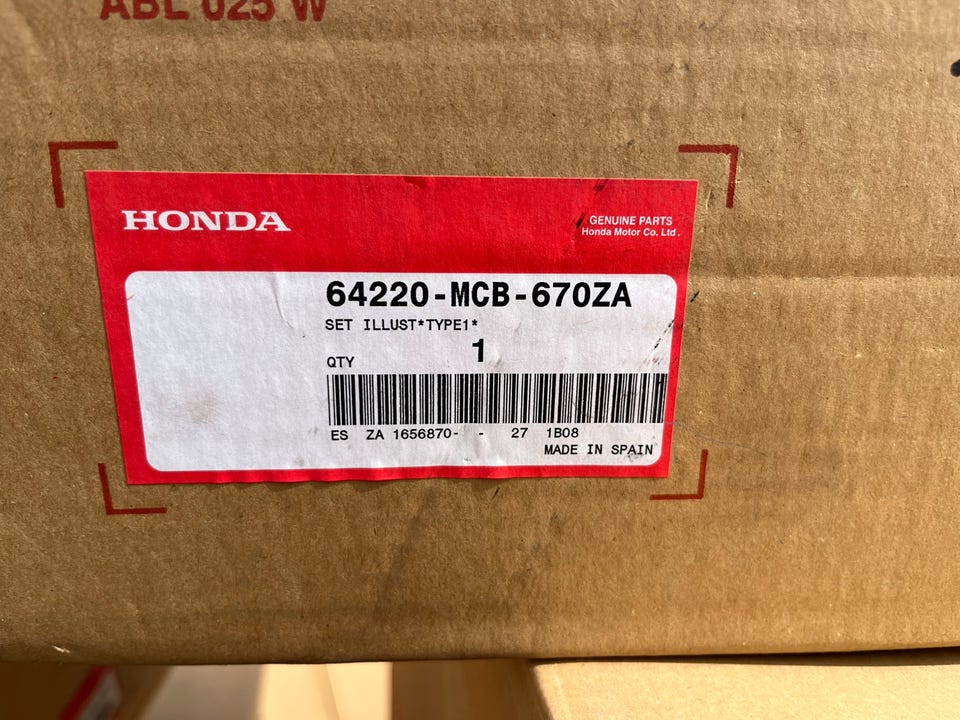 ABL 025 W
HONDA
GENUINE PARTS
Honda Motor Co. Ltd.
64220-MCB-670ZA
SET ILLUST*TYPE1*
QTY 1
ES ZA 1656870- - 27 1B08
MADE IN SPAIN